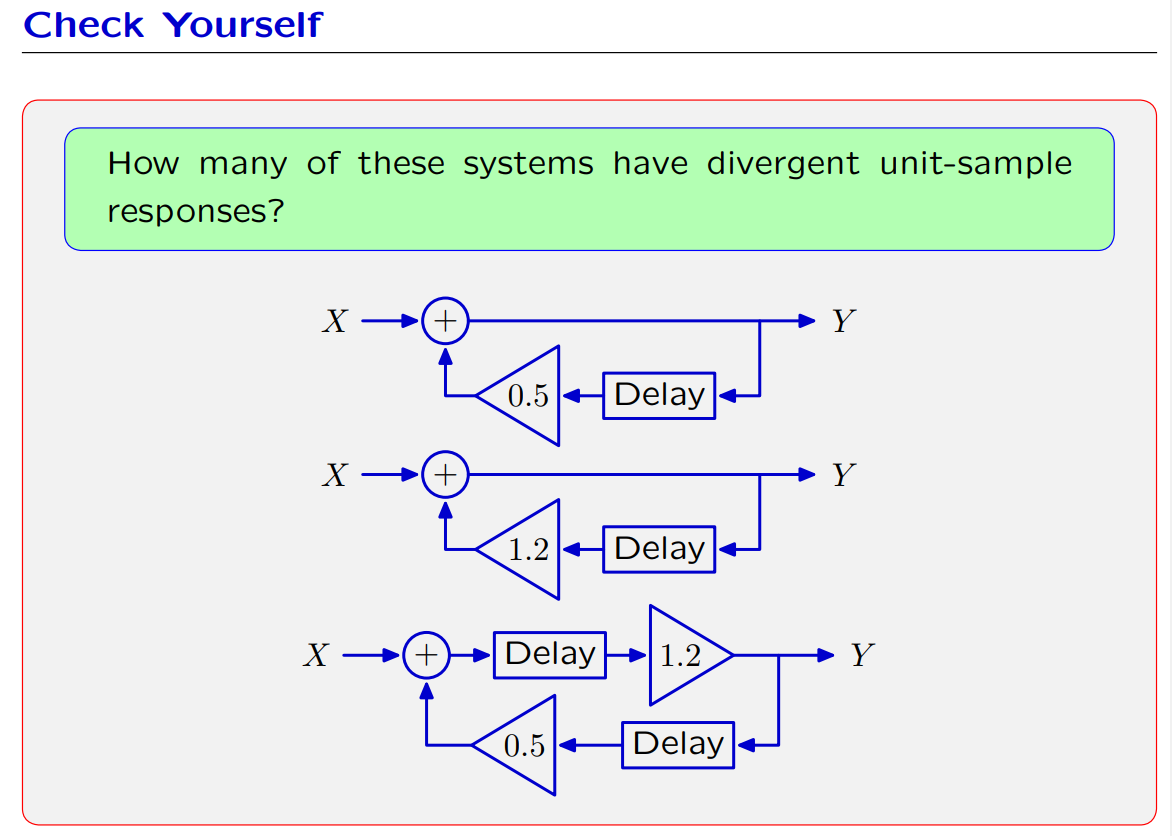 Check Yourself
How many of these systems have divergent unit-sample
responses?
X + Y
0.5 Delay
X + Y
1.2 Delay
X + Delay 1.2 Y
0.5 Delay